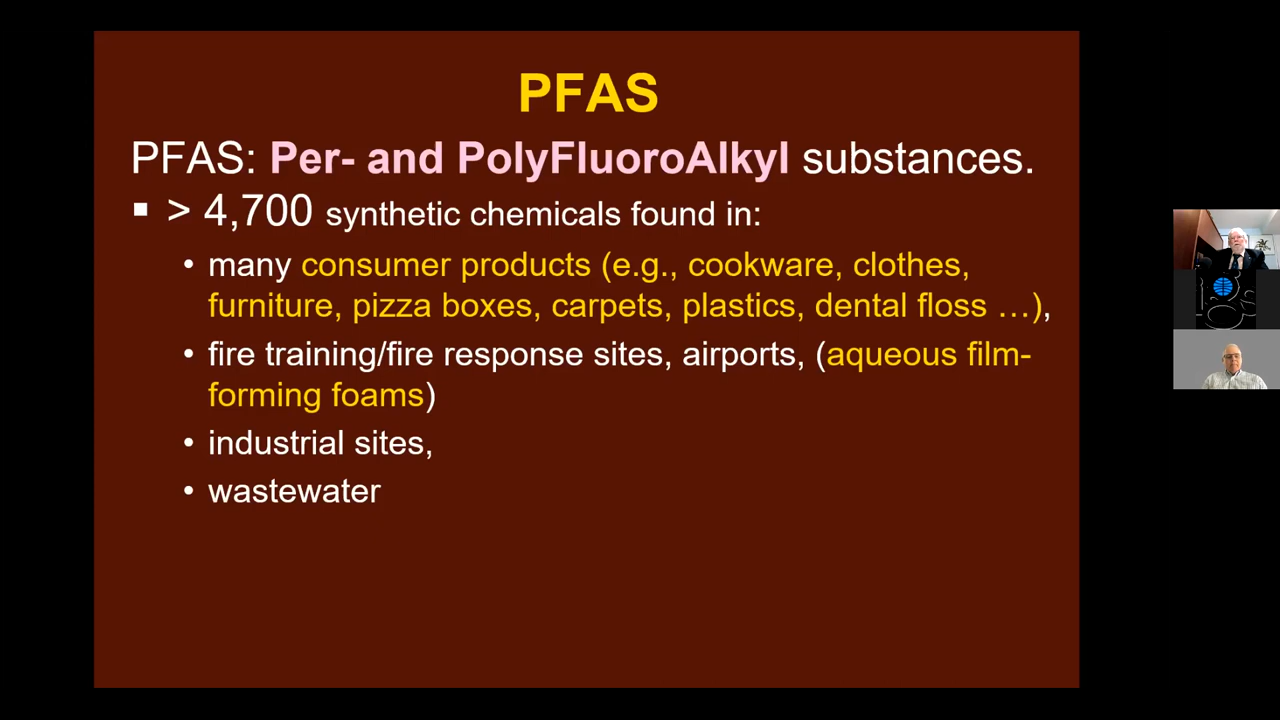 PFAS
PFAS: Per- and PolyFluoroAlkyl substances.
▪ > 4,700 synthetic chemicals found in:
• many consumer products (e.g., cookware, clothes,
furniture, pizza boxes, carpets, plastics, dental floss …),
• fire training/fire response sites, airports, (aqueous film-
forming foams)
• industrial sites,
• wastewater